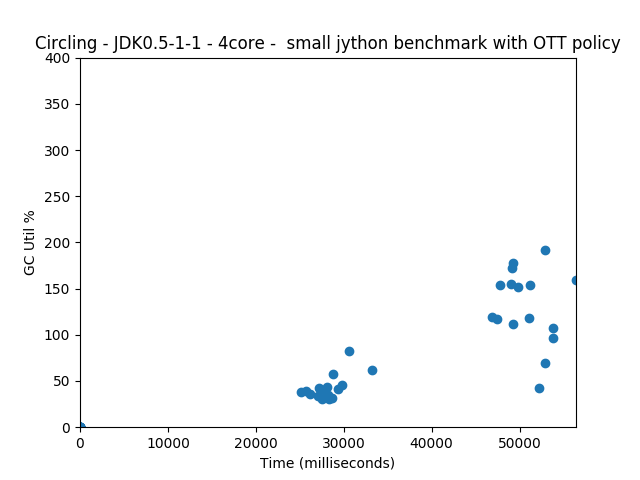 Circling - JDK0.5-1-1 - 4core -  small jython benchmark with OTT policy
400
350
300
250
200
150
100
50
0
GC Util %
0 10000 20000 30000 40000 50000
Time (milliseconds)